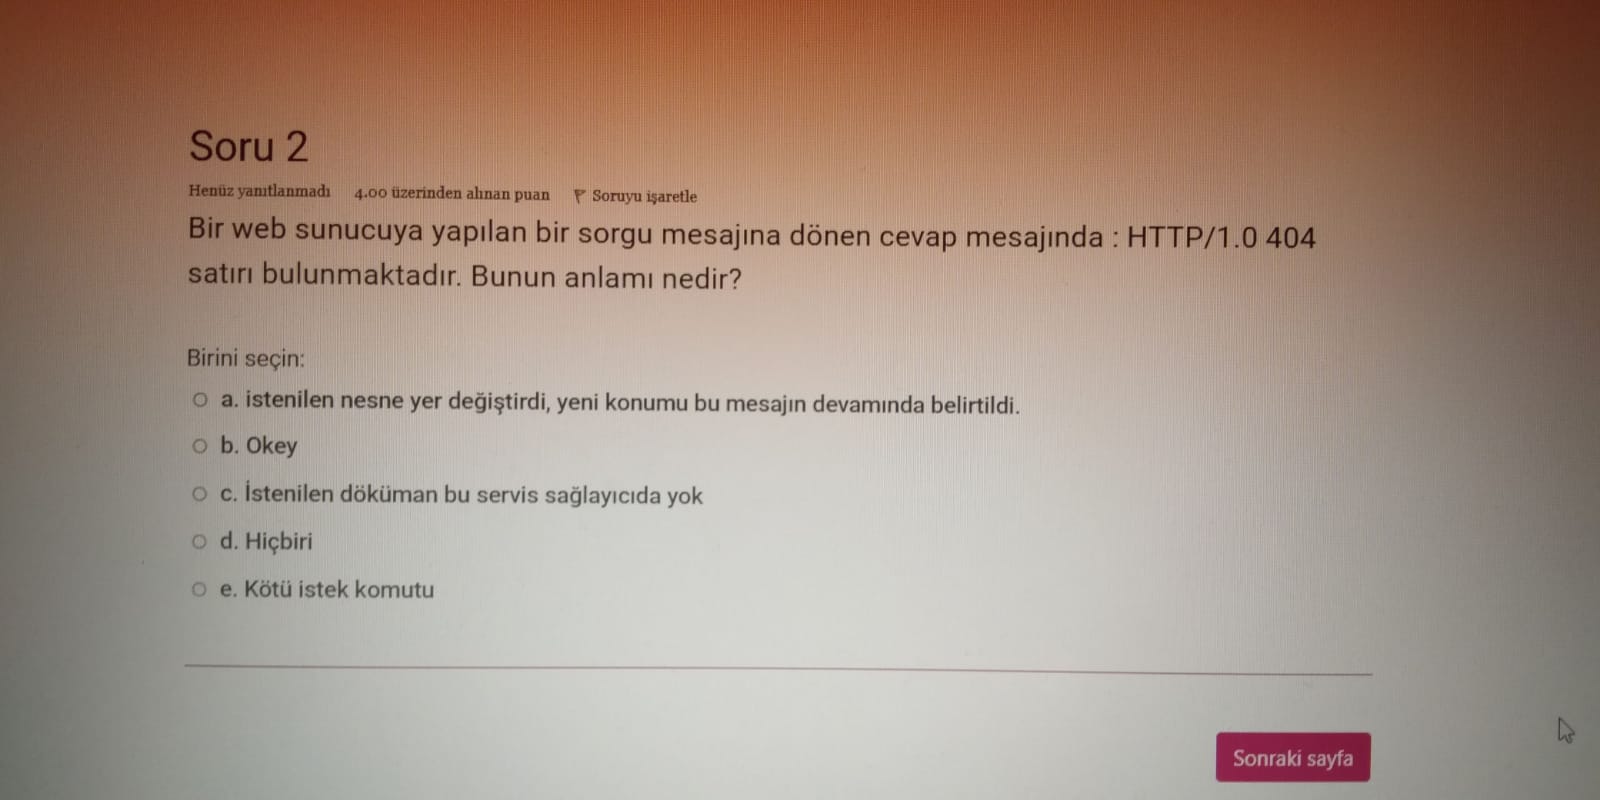 Soru 2
Henüz yanıtlanmadı 4.00 üzerinden alınan puan Soruyu işaretle
Bir web sunucuya yapılan bir sorgu mesajına dönen cevap mesajında : HTTP/1.0 404
satırı bulunmaktadır. Bunun anlamı nedir?
Birini seçin:
a. istenilen nesne yer değiştirdi, yeni konumu bu mesajın devamında belirtildi.
b. Okey
c. İstenilen döküman bu servis sağlayıcıda yok
d. Hiçbiri
e. Kötü istek komutu
Sonraki sayfa